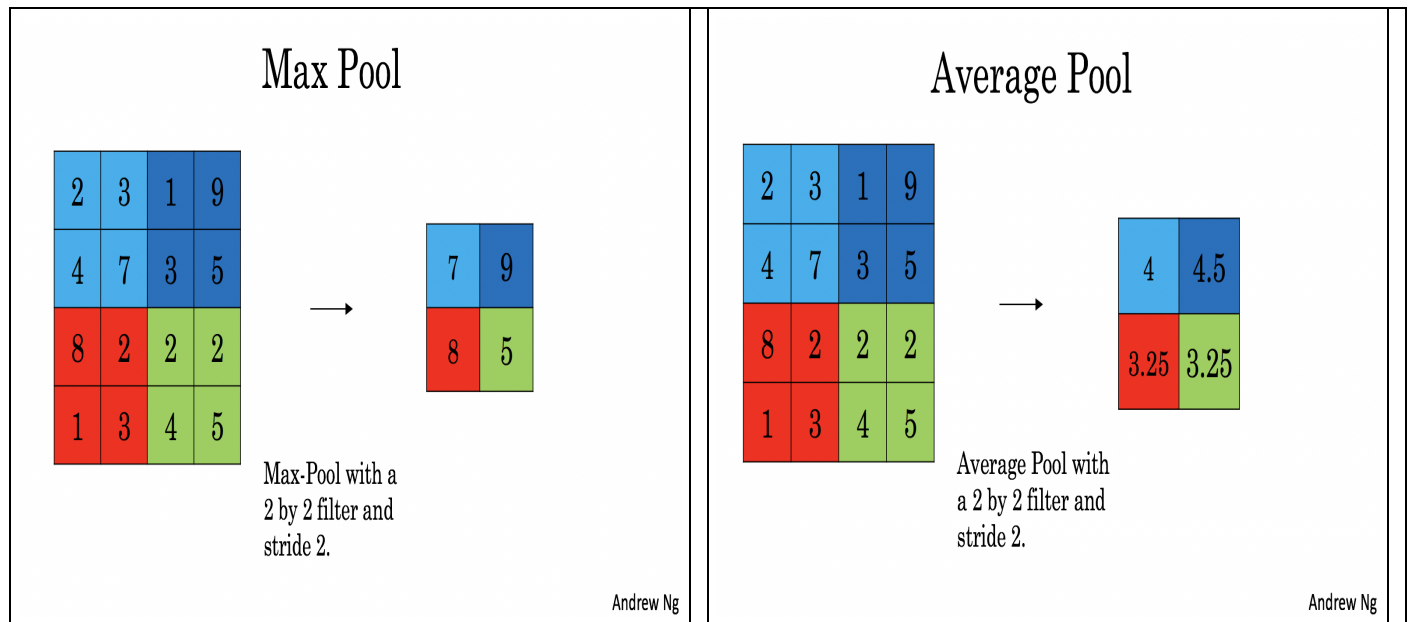 Max Pool
2 3 1 9
4 7 3 5
8 2 2 2
1 3 4 5
7 9
8 5
Max-Pool with a
2 by 2 filter and
stride 2.
Andrew Ng
Average Pool
2 3 1 9
4 7 3 5
8 2 2 2
1 3 4 5
4 4.5
3.25 3.25
Average Pool with
a 2 by 2 filter and
stride 2.
Andrew Ng